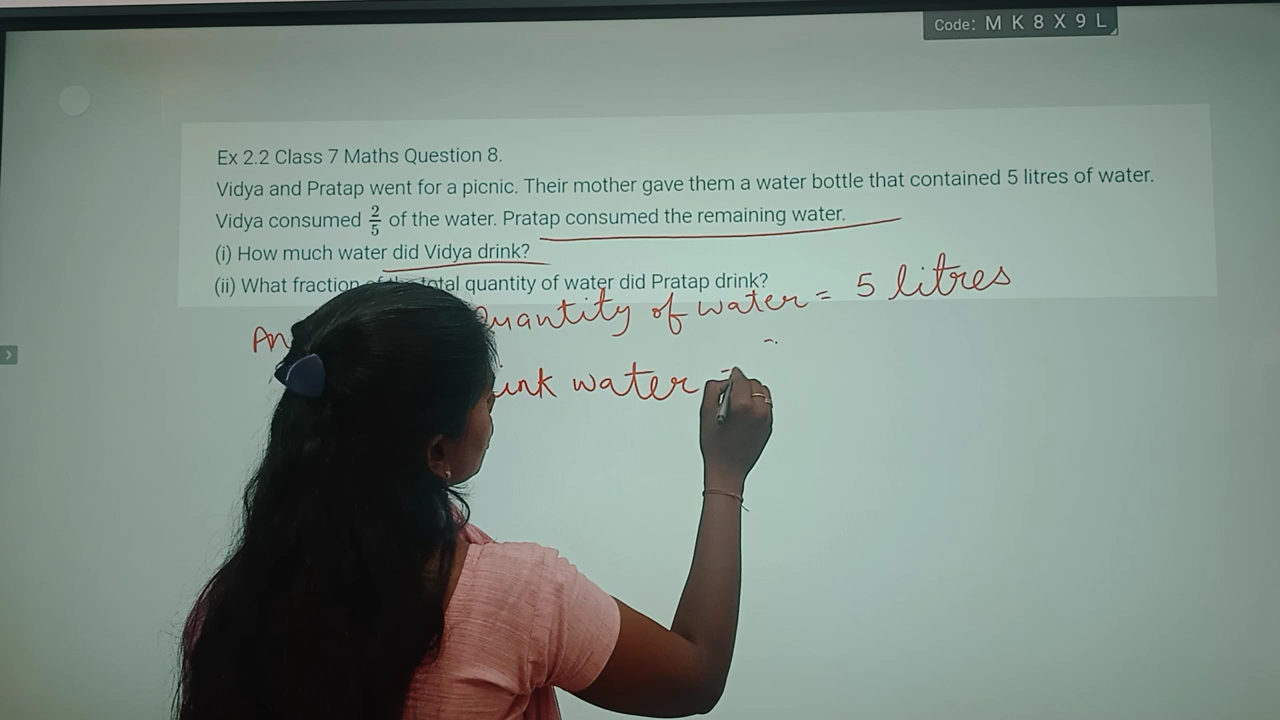 Code: M K 8 X 9 L
Ex 2.2 Class 7 Maths Question 8.
Vidya and Pratap went for a picnic. Their mother gave them a water bottle that contained 5 litres of water.
Vidya consumed 2/5 of the water. Pratap consumed the remaining water.
(i) How much water did Vidya drink?
(ii) What fraction of the total quantity of water did Pratap drink?
quantity of water = 5 litres
water =